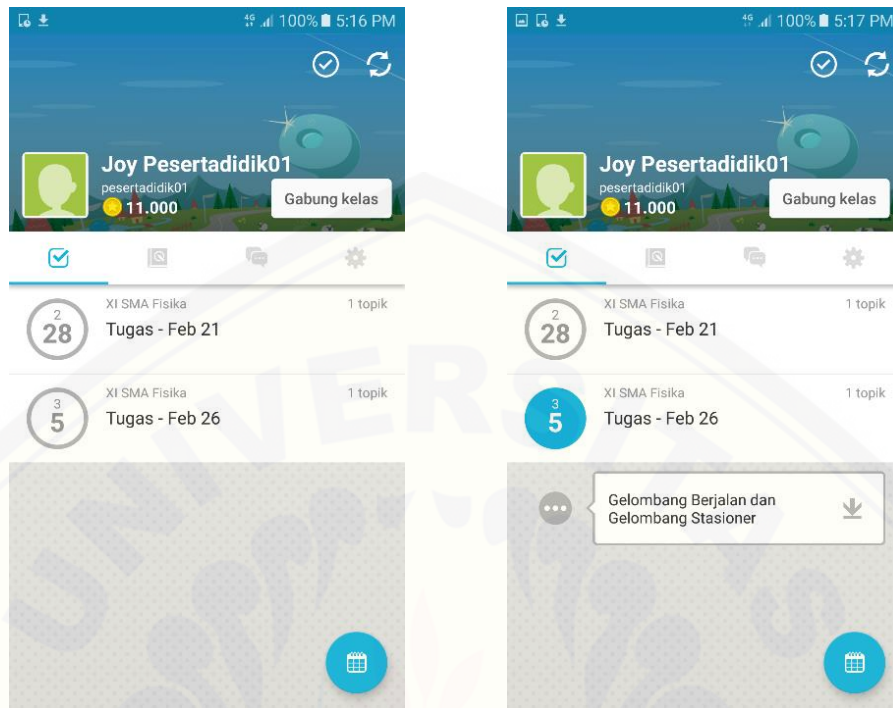 4G 100% 5:16 PM
Joy Pesertadidik01
pesertadidik01
11.000
Gabung kelas
XI SMA Fisika 1 topik
2
28
Tugas - Feb 21
XI SMA Fisika 1 topik
3
5
Tugas - Feb 26
4G 100% 5:17 PM
Joy Pesertadidik01
pesertadidik01
11.000
Gabung kelas
XI SMA Fisika 1 topik
2
28
Tugas - Feb 21
XI SMA Fisika 1 topik
3
5
Tugas - Feb 26
Gelombang Berjalan dan
Gelombang Stasioner
UNIVERSITAS